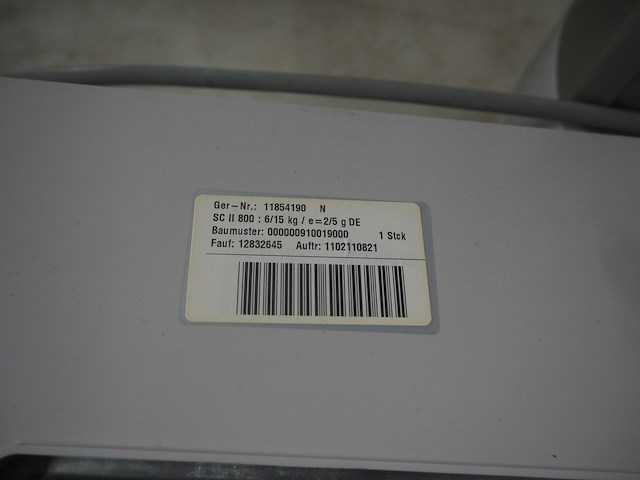 Ger-Nr.: 11854190 N
SC II 800 : 6/15 kg / e=2/5 g DE
Baumuster: 000000910019000 1 Stck
Fauf: 12832645 Auftr: 1102110821